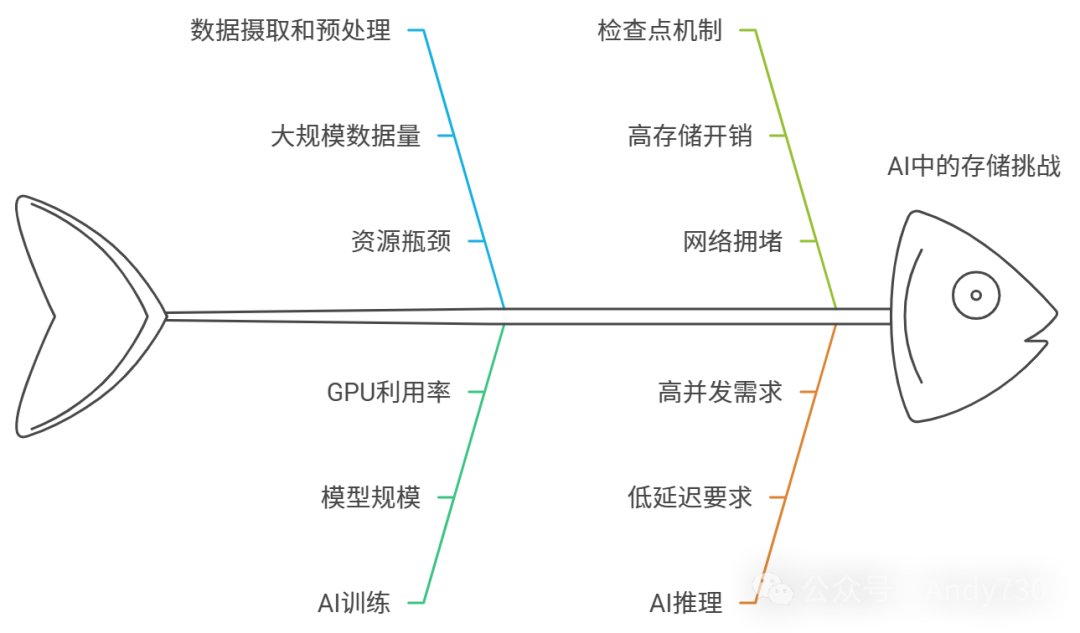 数据摄取和预处理
大规模数据量
资源瓶颈
检查点机制
高存储开销
网络拥堵
AI中的存储挑战
GPU利用率
模型规模
AI训练
高并发需求
低延迟要求
AI推理
公众号 Andy730